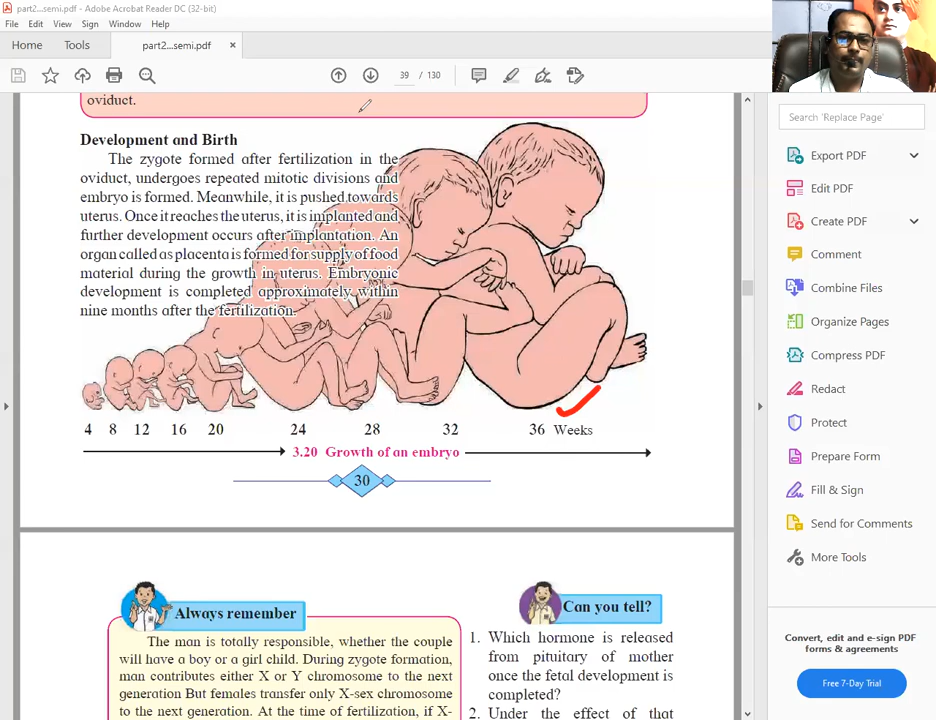 part2...semi.pdf - Adobe Acrobat Reader DC (32-bit)
File Edit View Sign Window Help
Home Tools part2...semi.pdf ×
39 / 130
oviduct.
Development and Birth
The zygote formed after fertilization in the
oviduct, undergoes repeated mitotic divisions and
embryo is formed. Meanwhile, it is pushed towards
uterus. Once it reaches the uterus, it is implanted and
further development occurs after implantation. An
organ called as placenta is formed for supply of food
material during the growth in uterus. Embryonic
development is completed approximately within
nine months after the fertilization.
4 8 12 16 20 24 28 32 36 Weeks
3.20 Growth of an embryo
30
Always remember
The man is totally responsible, whether the couple
will have a boy or a girl child. During zygote formation,
man contributes either X or Y chromosome to the next
generation But females transfer only X-sex chromosome
to the next generation. At the time of fertilization, if X-
Can you tell?
1. Which hormone is released
from pituitary of mother
once the fetal development is
completed?
2. Under the effect of that
Search 'Replace Page'
Export PDF
Edit PDF
Create PDF
Comment
Combine Files
Organize Pages
Compress PDF
Redact
Protect
Prepare Form
Fill & Sign
Send for Comments
More Tools
Convert, edit and e-sign PDF
forms & agreements
Free 7-Day Trial